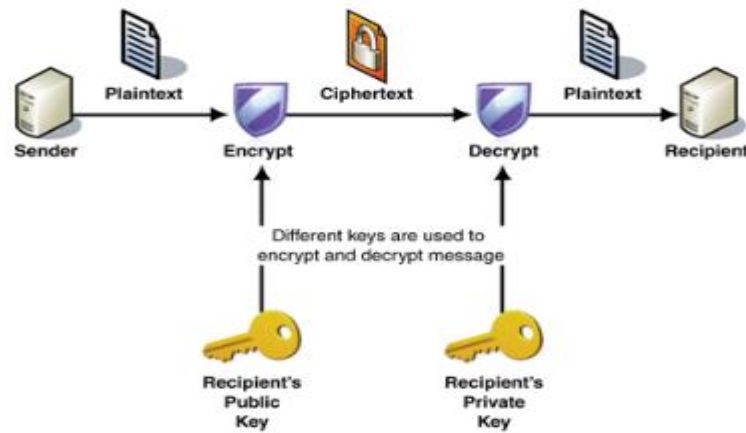 Plaintext
Ciphertext
Plaintext
Sender
Encrypt
Decrypt
Recipient
Different keys are used to
encrypt and decrypt message
Recipient's
Public
Key
Recipient's
Private
Key